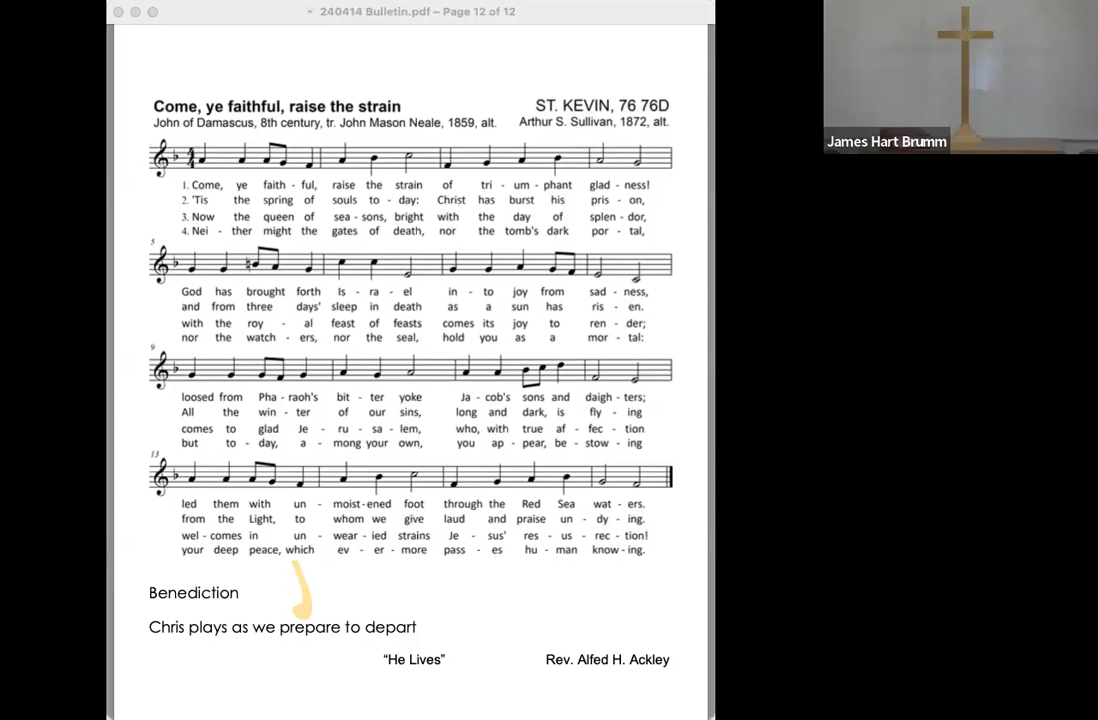 240414 Bulletin.pdf – Page 12 of 12
James Hart Brumm
Come, ye faithful, raise the strain
ST. KEVIN, 76 76D
John of Damascus, 8th century, tr. John Mason Neale, 1859, alt.
Arthur S. Sullivan, 1872, alt.
1. Come, ye faith - ful, raise the strain of tri - um - phant glad - ness!
2. 'Tis the spring of souls to - day: Christ has burst his pris - on,
3. Now the queen of sea - sons, bright with the day of splen - dor,
4. Nei - ther might the gates of death, nor the tomb's dark por - tal,
5
God has brought forth Is - ra - el in - to joy from sad - ness,
and from three days' sleep in death as a sun has ris - en.
with the roy - al feast of feasts comes its joy to ren - der;
nor the watch - ers, nor the seal, hold you as a mor - tal:
9
loosed from Pha - raoh's bit - ter yoke Ja - cob's sons and daigh - ters;
All the win - ter of our sins, long and dark, is fly - ing
comes to glad Je - ru - sa - lem, who, with true af - fec - tion
but to - day, a - mong your own, you ap - pear, be - stow - ing
13
led them with un - moist - ened foot through the Red Sea wat - ers.
from the Light, to whom we give laud and praise un - dy - ing.
wel - comes in un - wear - ied strains Je - sus' res - us - rec - tion!
your deep peace, which ev - er - more pass - es hu - man know - ing.
Benediction
Chris plays as we prepare to depart
“He Lives” Rev. Alfed H. Ackley